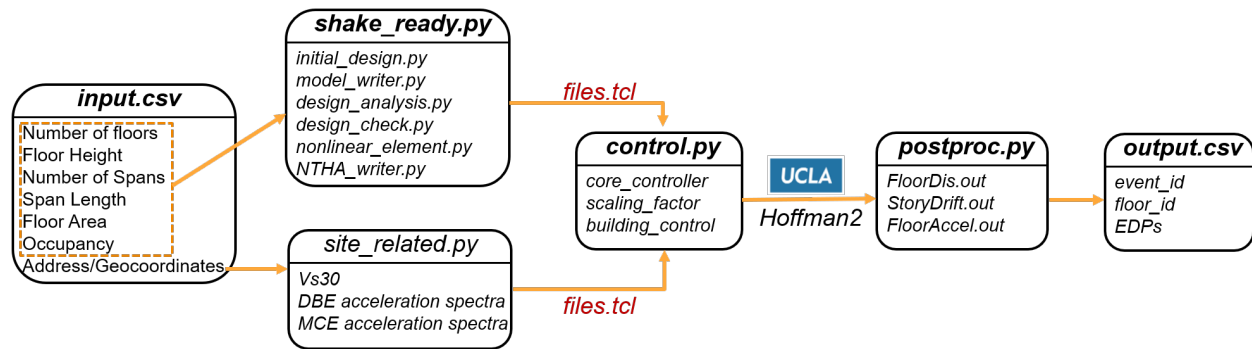 input.csv
Number of floors
Floor Height
Number of Spans
Span Length
Floor Area
Occupancy
Address/Geocoordinates
shake_ready.py
initial_design.py
model_writer.py
design_analysis.py
design_check.py
nonlinear_element.py
NTHA_writer.py
site_related.py
Vs30
DBE acceleration spectra
MCE acceleration spectra
files.tcl
files.tcl
control.py
core_controller
scaling_factor
building_control
UCLA
Hoffman2
postproc.py
FloorDis.out
StoryDrift.out
FloorAccel.out
output.csv
event_id
floor_id
EDPs